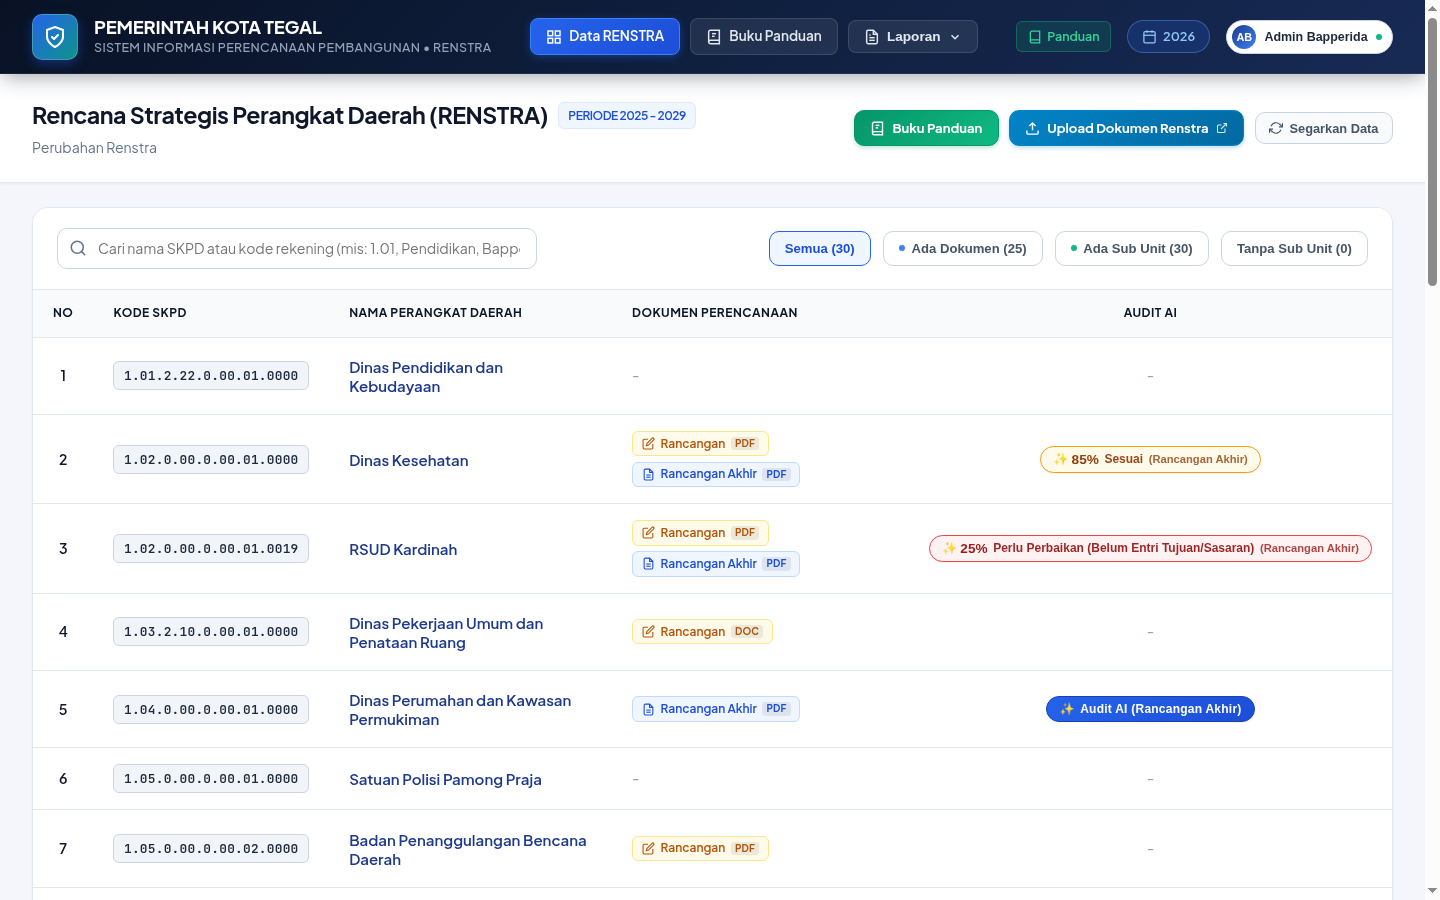 PEMERINTAH KOTA TEGAL
SISTEM INFORMASI PERENCANAAN PEMBANGUNAN • RENSTRA
Data RENSTRA
Buku Panduan
Laporan
Panduan
2026
AB
Admin Bapperida
Rencana Strategis Perangkat Daerah (RENSTRA)
PERIODE 2025 - 2029
Perubahan Renstra
Buku Panduan
Upload Dokumen Renstra
Segarkan Data
Cari nama SKPD atau kode rekening (mis: 1.01, Pendidikan, Bapp
Semua (30)
Ada Dokumen (25)
Ada Sub Unit (30)
Tanpa Sub Unit (0)
NO KODE SKPD NAMA PERANGKAT DAERAH DOKUMEN PERENCANAAN AUDIT AI
1 1.01.2.22.0.00.01.0000 Dinas Pendidikan dan - -
Kebudayaan
2 1.02.0.00.0.00.01.0000 Dinas Kesehatan
Rancangan PDF
Rancangan Akhir PDF
✨ 85% Sesuai (Rancangan Akhir)
3 1.02.0.00.0.00.01.0019 RSUD Kardinah
Rancangan PDF
Rancangan Akhir PDF
✨ 25% Perlu Perbaikan (Belum Entri Tujuan/Sasaran) (Rancangan Akhir)
4 1.03.2.10.0.00.01.0000 Dinas Pekerjaan Umum dan
Penataan Ruang
Rancangan DOC
-
5 1.04.0.00.0.00.01.0000 Dinas Perumahan dan Kawasan
Permukiman
Rancangan Akhir PDF
✨ Audit AI (Rancangan Akhir)
6 1.05.0.00.0.00.01.0000 Satuan Polisi Pamong Praja - -
7 1.05.0.00.0.00.02.0000 Badan Penanggulangan Bencana
Daerah
Rancangan PDF
-